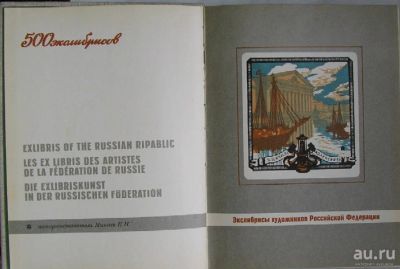 500 экслибрисов
EXLIBRIS OF THE RUSSIAN RIPABLIC
LES EX LIBRIS DES ARTISTES
DE LA FÉDÉRATION DE RUSSIE
DIE EXLIBRISKUNST
IN DER RUSSISCHEN FÖDERATION
Экслибрисы художников Российской Федерации
au.ru